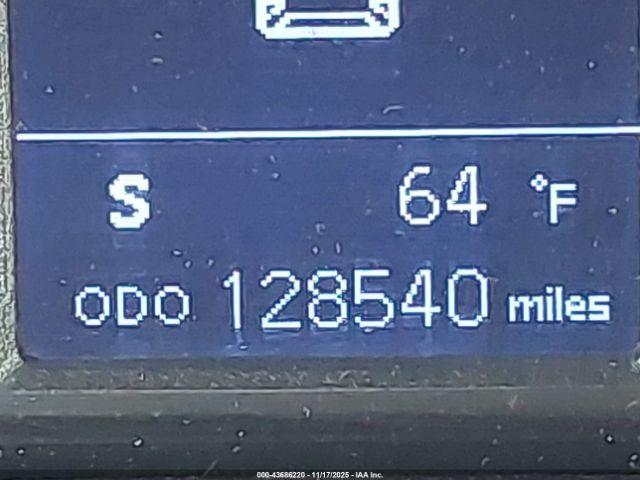 S 64 °F
ODO 128540 miles
000-43686220 - 11/17/2025 - IAA Inc.